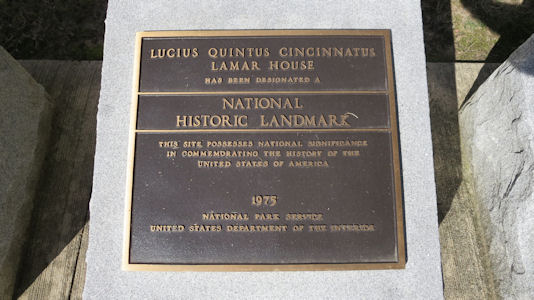 LUCIUS QUINTUS CINCINNATUS
LAMAR HOUSE
HAS BEEN DESIGNATED A
NATIONAL
HISTORIC LANDMARK
THIS SITE POSSESSES NATIONAL SIGNIFICANCE
IN COMMEMORATING THE HISTORY OF THE
UNITED STATES OF AMERICA
1975
NATIONAL PARK SERVICE
UNITED STATES DEPARTMENT OF THE INTERIOR